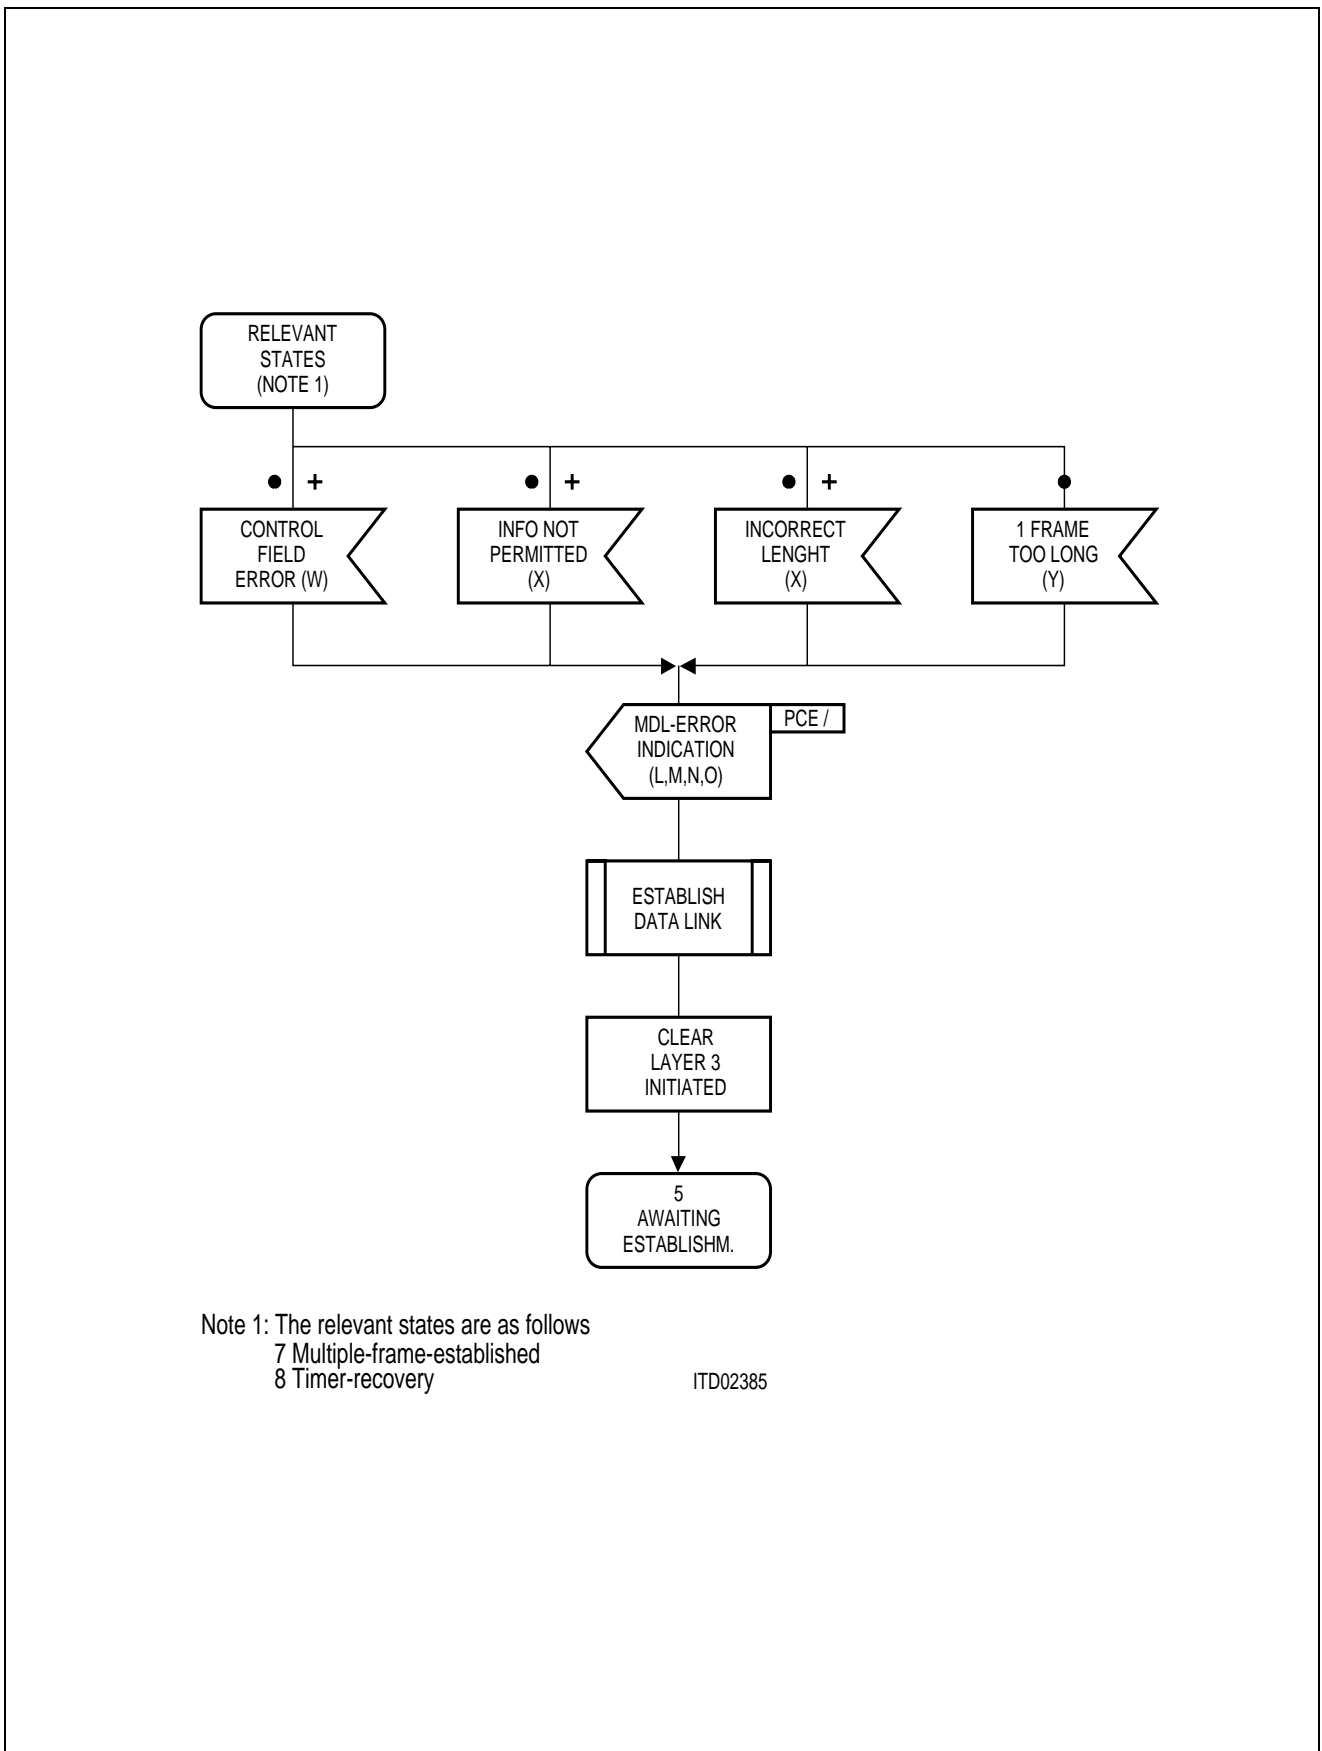 RELEVANT
STATES
(NOTE 1)
+
+
+
CONTROL
FIELD
ERROR (W)
INFO NOT
PERMITTED
(X)
INCORRECT
LENGHT
(X)
1 FRAME
TOO LONG
(Y)
MDL-ERROR
INDICATION
(L,M,N,O)
PCE /
ESTABLISH
DATA LINK
CLEAR
LAYER 3
INITIATED
5
AWAITING
ESTABLISHM.
Note 1: The relevant states are as follows
7 Multiple-frame-established
8 Timer-recovery
ITD02385